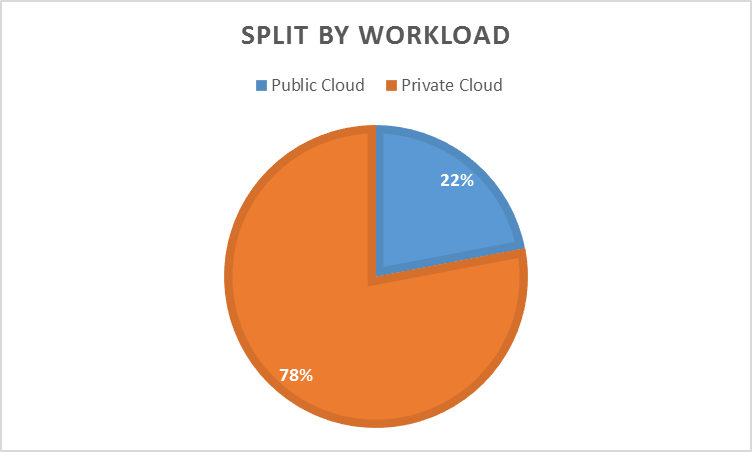 SPLIT BY WORKLOAD
Public Cloud Private Cloud
22%
78%